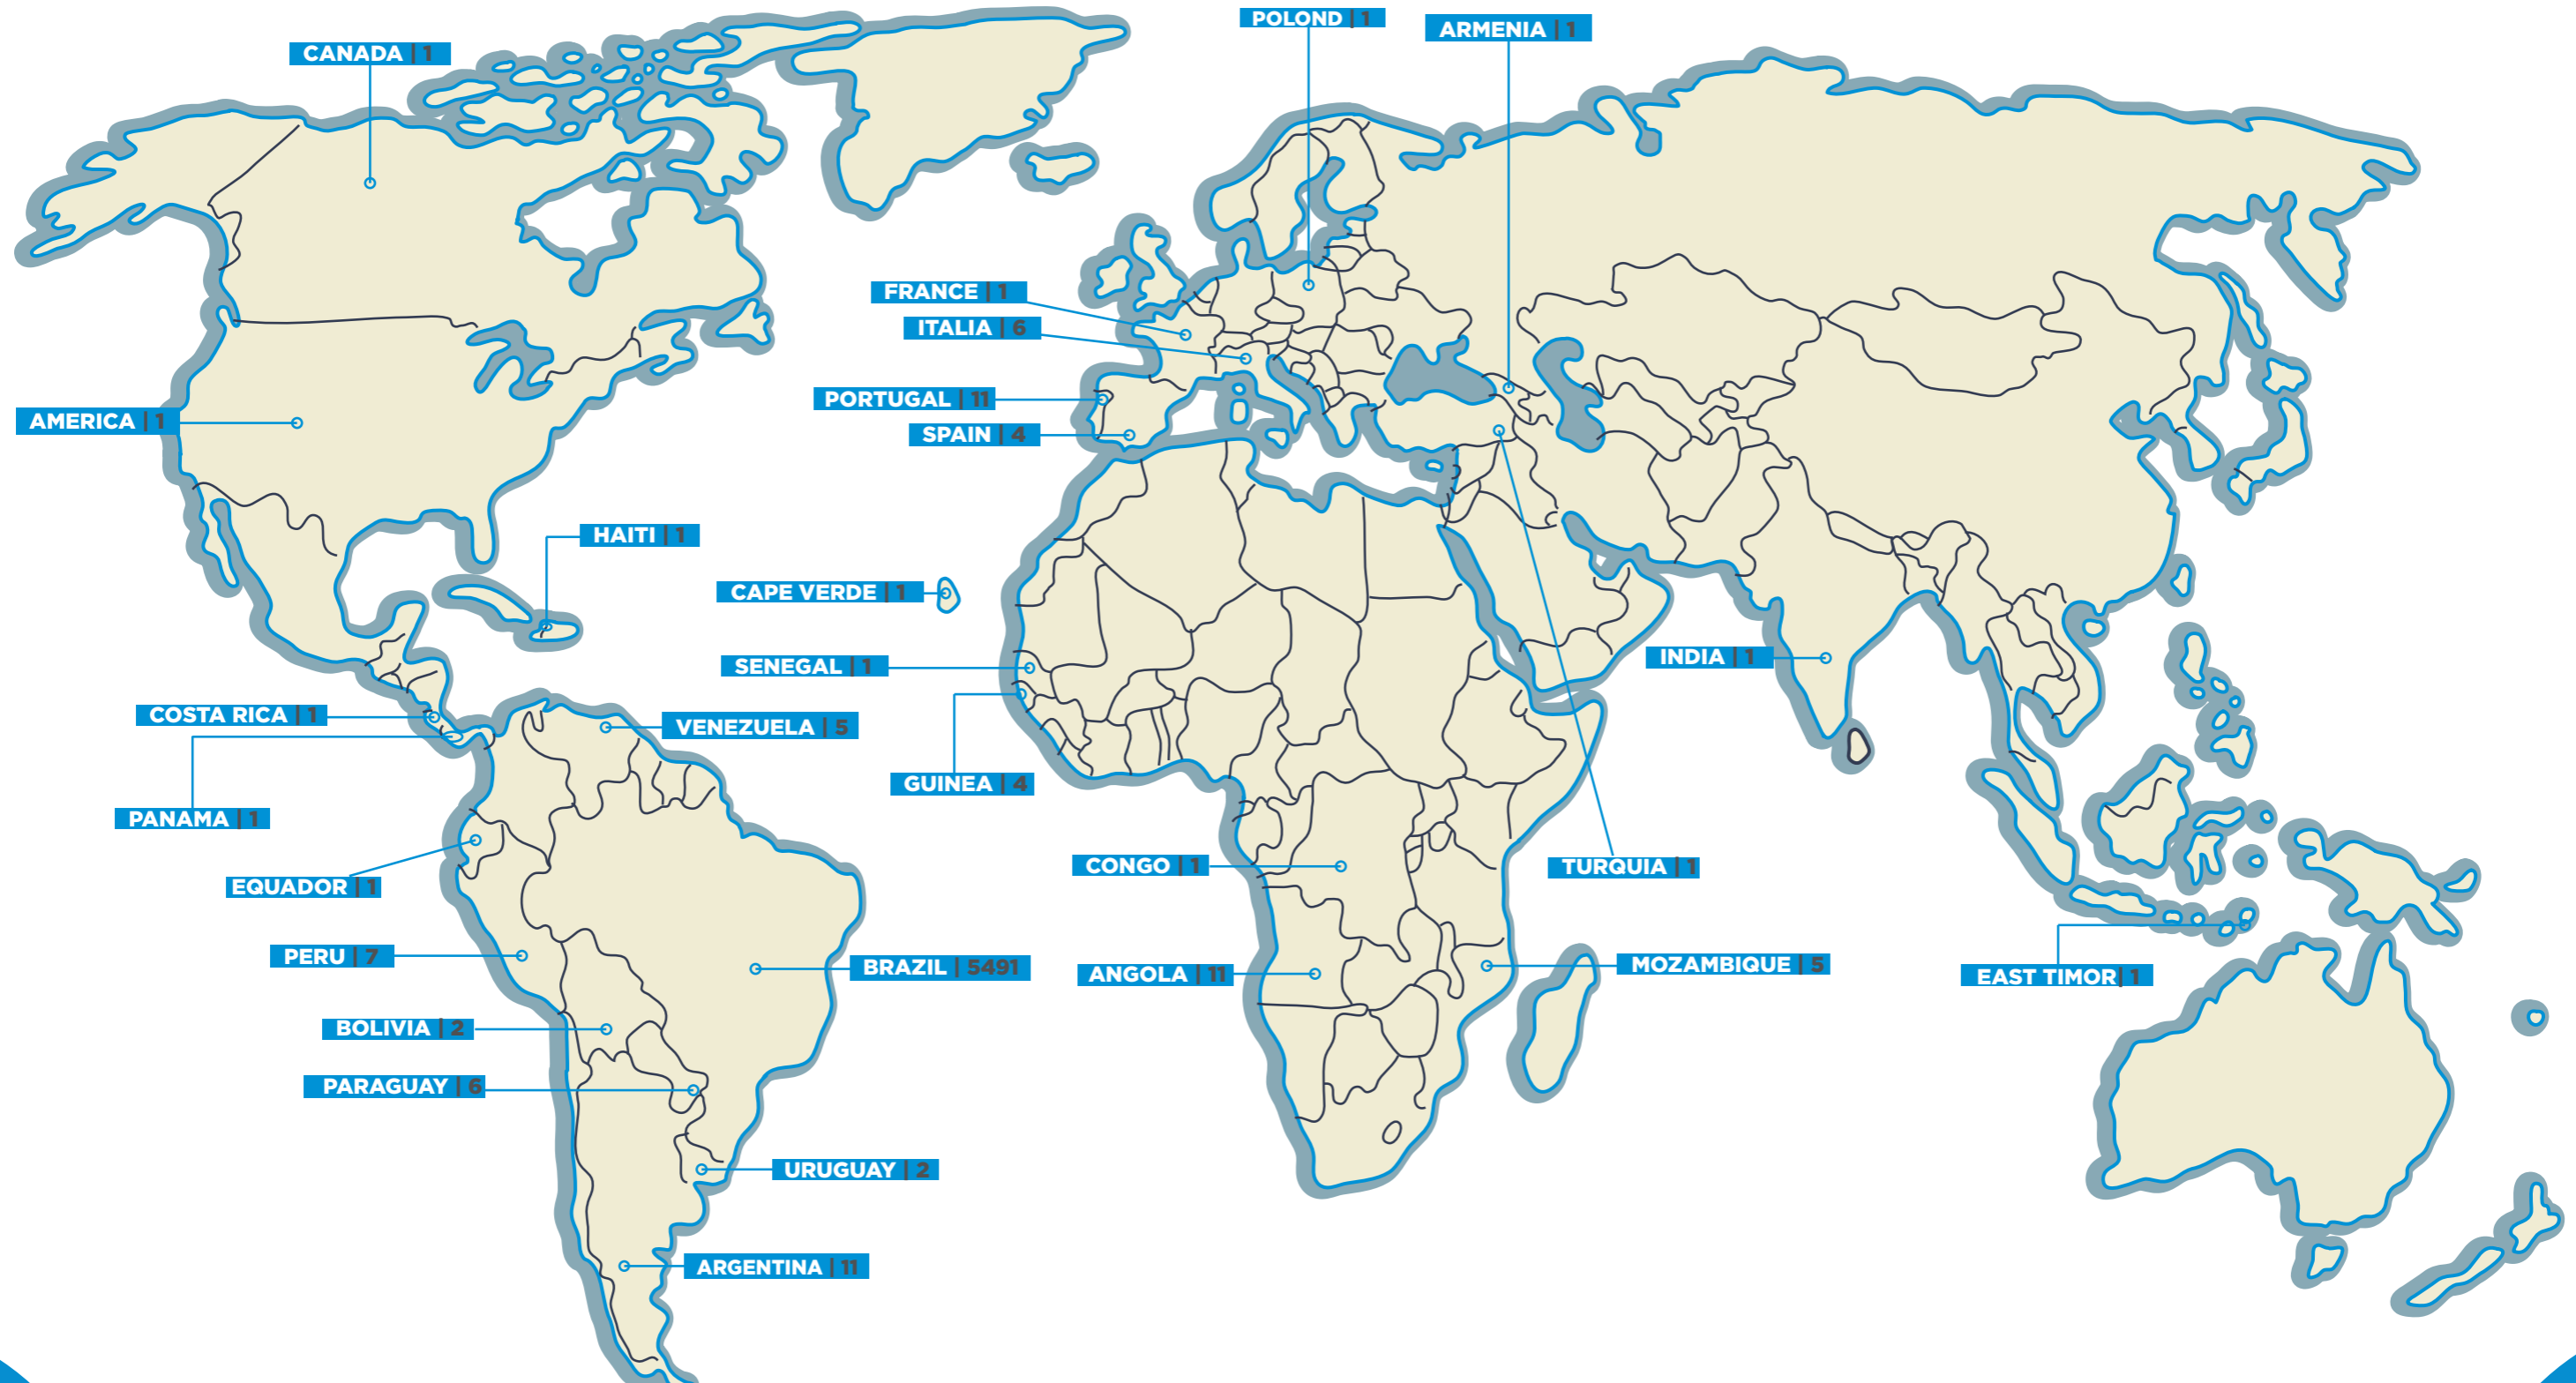 POLOND | 1
ARMENIA | 1
CANADA | 1
FRANCE | 1
ITALIA | 6
PORTUGAL | 11
AMERICA | 1
SPAIN | 4
HAITI | 1
CAPE VERDE | 1
SENEGAL | 1
INDIA | 1
COSTA RICA | 1
VENEZUELA | 5
GUINEA | 4
PANAMA | 1
CONGO | 1
TURQUIA | 1
EQUADOR | 1
PERU | 7
BRAZIL | 5491
ANGOLA | 11
MOZAMBIQUE | 5
EAST TIMOR | 1
BOLIVIA | 2
PARAGUAY | 6
URUGUAY | 2
ARGENTINA | 11